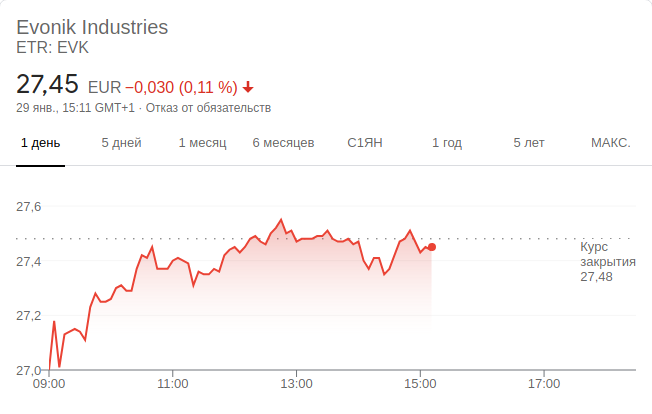 Evonik Industries
ETR: EVK
27,45 EUR −0,030 (0,11 %)
29 янв., 15:11 GMT+1 · Отказ от обязательств
1 день 5 дней 1 месяц 6 месяцев С1ЯН 1 год 5 лет МАКС.
27,6
Курс
27,4 закрытия
27,48
27,2
27,0
09:00 11:00 13:00 15:00 17:00